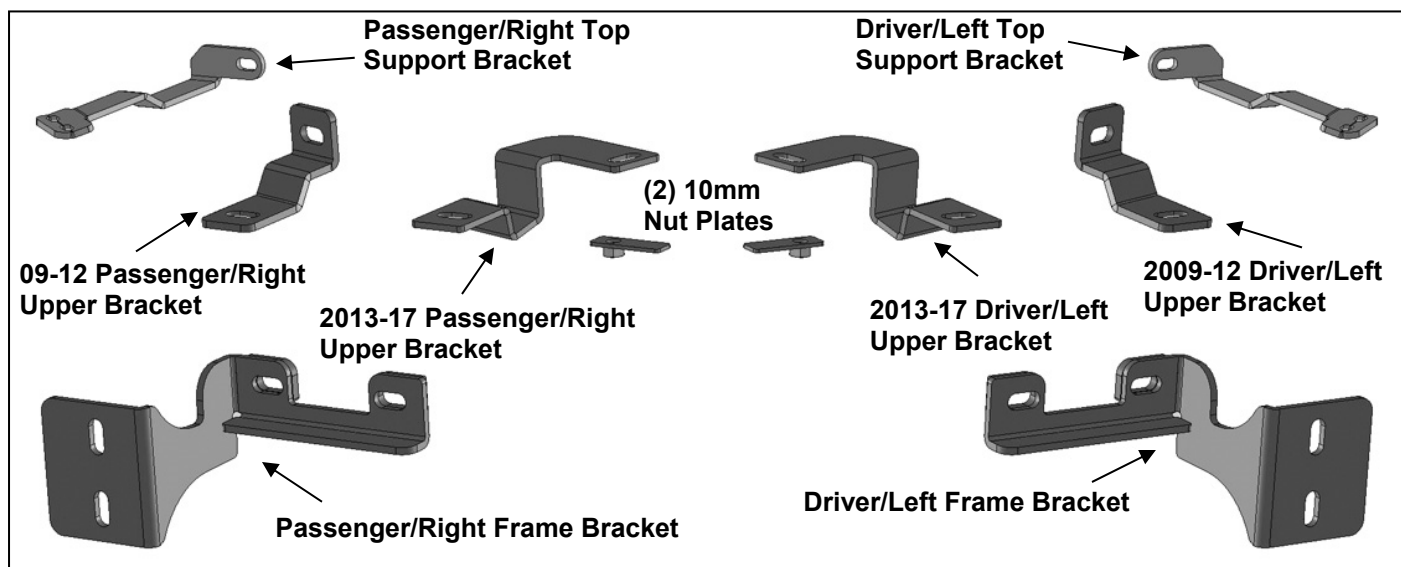 Passenger/Right Top
Support Bracket
Driver/Left Top
Support Bracket
(2) 10mm
Nut Plates
09-12 Passenger/Right
Upper Bracket
2013-17 Passenger/Right
Upper Bracket
2013-17 Driver/Left
Upper Bracket
2009-12 Driver/Left
Upper Bracket
Passenger/Right Frame Bracket
Driver/Left Frame Bracket